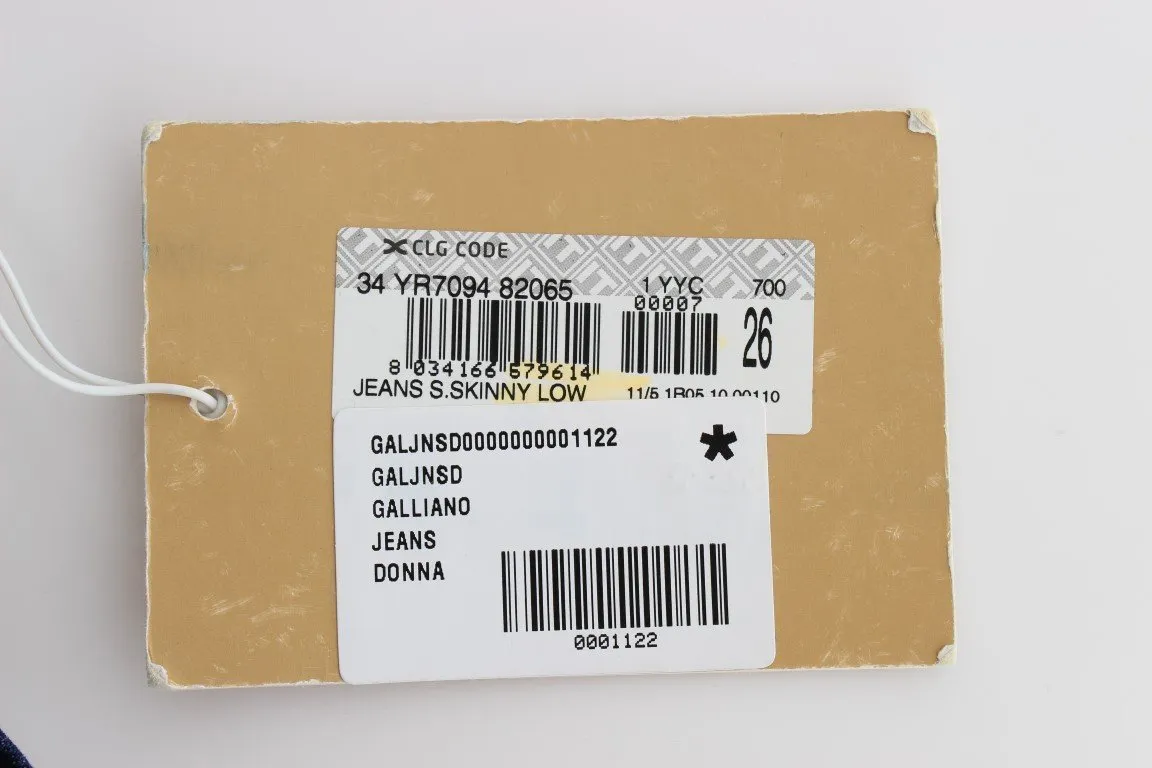 CLG CODE
34 YR7094 82065 1 YYC 700
00007
26
8 034166 579614
JEANS S.SKINNY LOW 11/5 1R05 10 00110
GALJNSD0000000001122 *
GALJNSD
GALLIANO
JEANS
DONNA
0001122